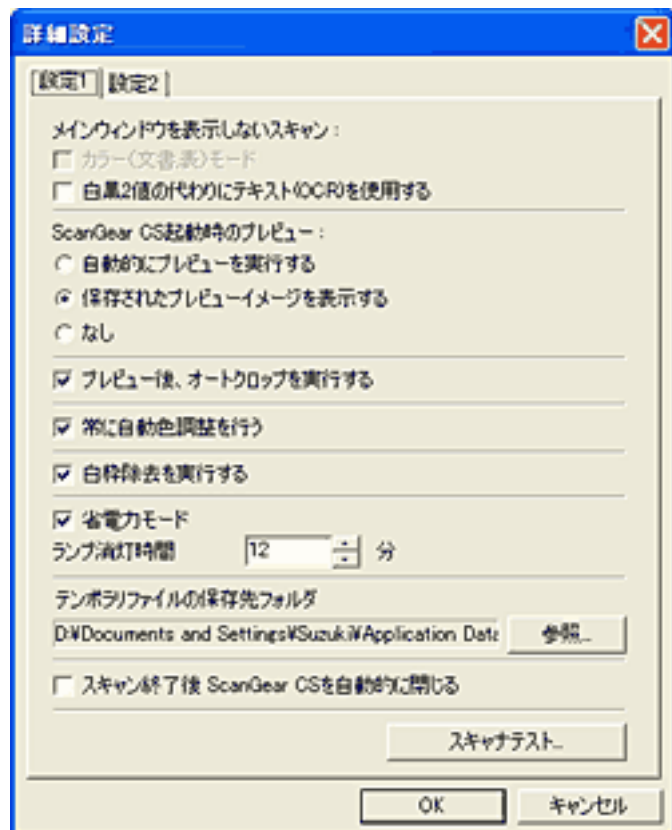 詳細設定
設定1 設定2
メインウィンドウを表示しないスキャン:
カラー(文書,表)モード
白黒2値の代わりにテキスト(OCR)を使用する
ScanGear CS起動時のプレビュー:
自動的にプレビューを実行する
保存されたプレビューイメージを表示する
なし
プレビュー後、オートクロップを実行する
常に自動色調整を行う
白枠除去を実行する
省電力モード
ランプ消灯時間 12 分
テンポラリファイルの保存先フォルダ
D:¥Documents and Settings¥Suzuki¥Application Data 参照...
スキャン終了後 ScanGear CSを自動的に閉じる
スキャナテスト...
OK キャンセル